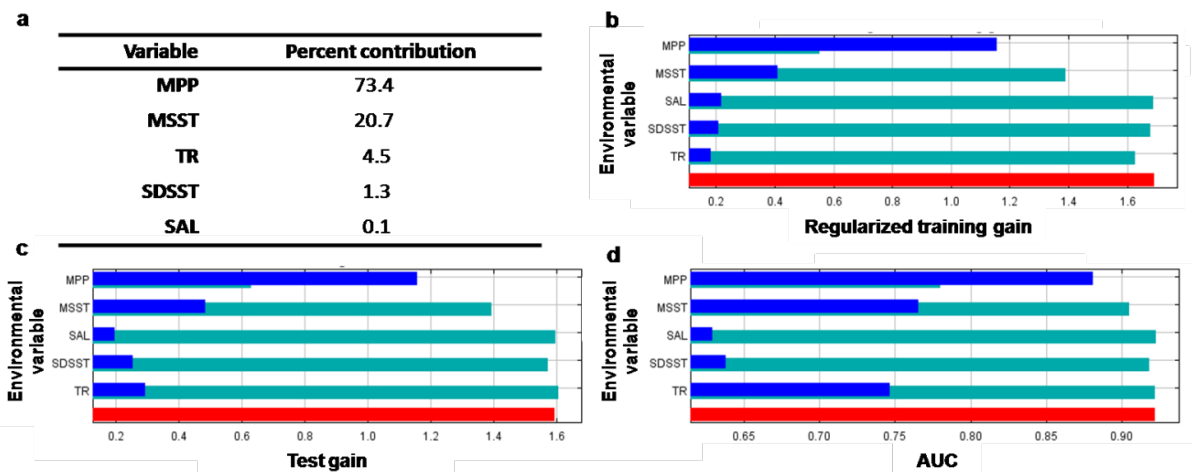 a
Variable Percent contribution
MPP 73.4
MSST 20.7
TR 4.5
SDSST 1.3
SAL 0.1
b
Environmental variable
MPP
MSST
SAL
SDSST
TR
0.2 0.4 0.6 0.8 1.0 1.2 1.4 1.6
Regularized training gain
c
Environmental variable
MPP
MSST
SAL
SDSST
TR
0.2 0.4 0.6 0.8 1.0 1.2 1.4 1.6
Test gain
d
Environmental variable
MPP
MSST
SAL
SDSST
TR
0.65 0.70 0.75 0.80 0.85 0.90
AUC